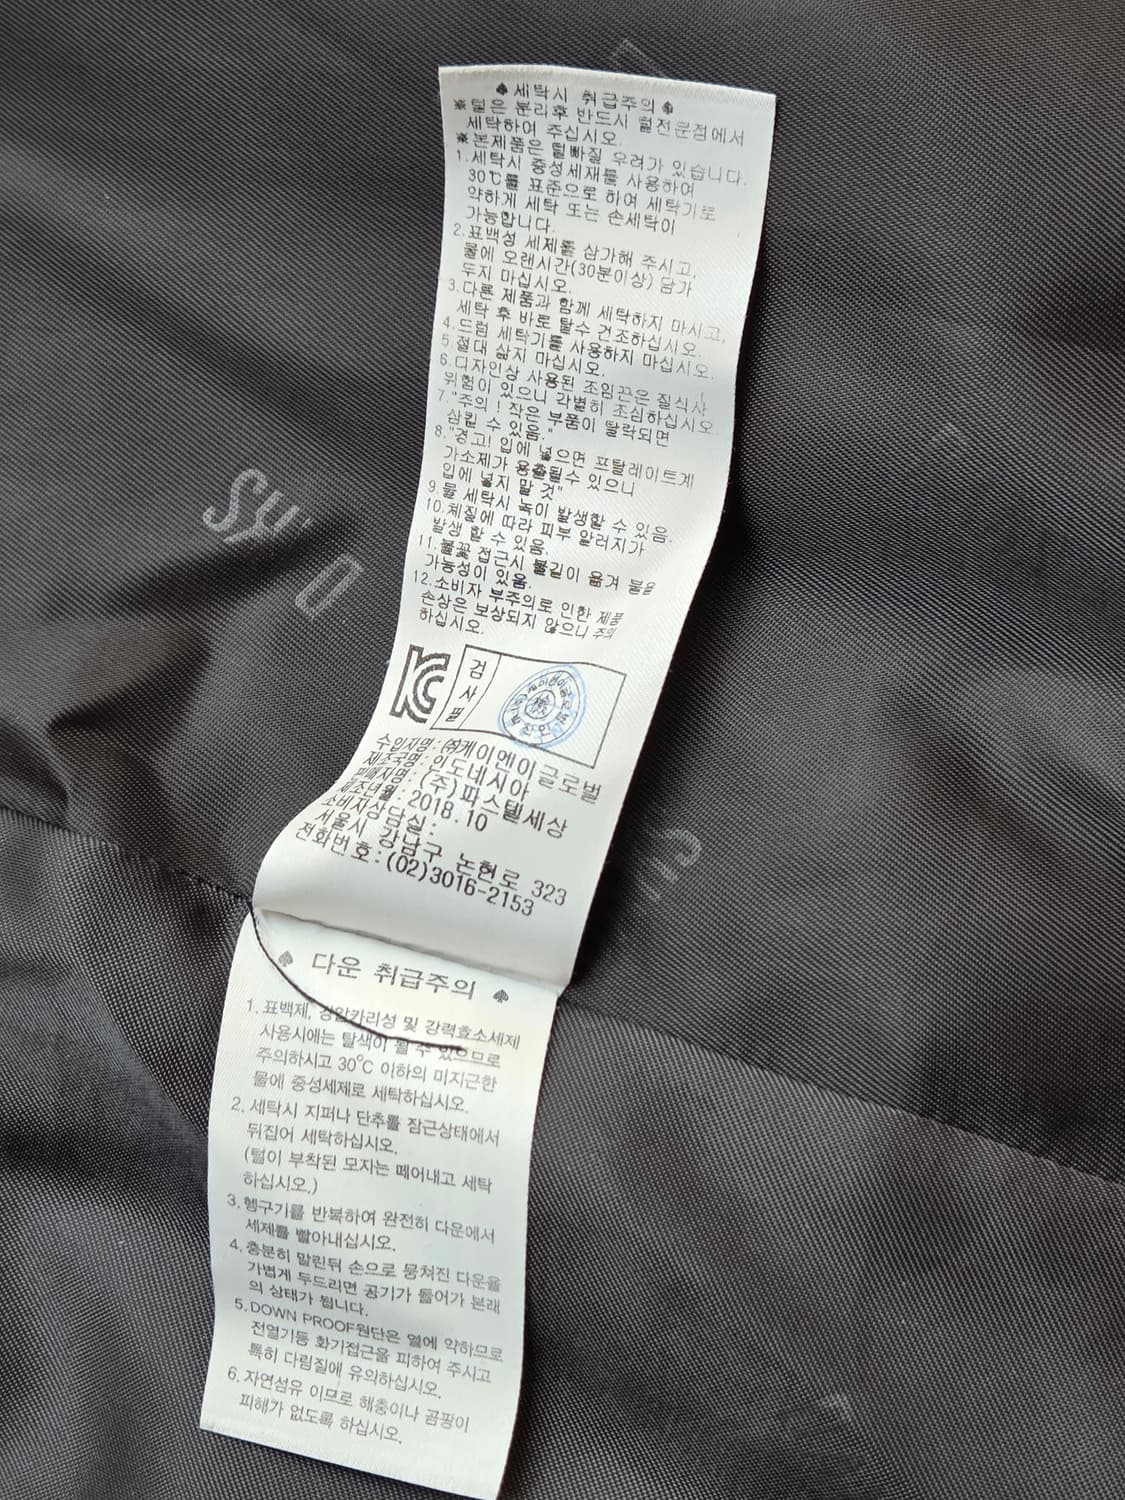 ♠세탁시 취급주의♠
※털은 분리후 반드시 털전문점에서
세탁하여 주십시오.
※본제품은 털빠질 우려가 있습니다.
1.세탁시 중성세재를 사용하여
30℃를 표준으로 하여 세탁기로
약하게 세탁 또는 손세탁이
가능합니다.
2.표백성 세제를 삼가해 주시고,
물에 오랜시간(30분이상) 담가
두지 마십시오.
3.다른 제품과 함께 세탁하지 마시고,
세탁 후 바로 탈수 건조하십시오.
4.드럼 세탁기를 사용하지 마십시오.
5.절대 삶지 마십시오.
6.디자인상 사용된 조임끈은 질식사
위험이 있으니 각별히 조심하십시오.
7."주의! 작은 부품이 탈락되면
삼킬 수 있음."
8."경고! 입에 넣으면 프탈레이트계
가소제가 용출될수 있으니
입에 넣지 말 것"
9.물 세탁시 녹이 발생할 수 있음.
10.체질에 따라 피부 알러지가
발생 할 수 있음.
11.불꽃 접근시 불길이 옮겨 붙을
가능성이 있음.
12.소비자 부주의로 인한 제품
손상은 보상되지 않으니 주의
하십시오.
KC
검사필
수입자명:㈜케이엔이글로벌
제조국명:인도네시아
판매자명:(주)파스텔세상
제조년월:2018.10
소비자상담실:
서울시 강남구 논현로 323
전화번호:(02)3016-2153
♠ 다운 취급주의 ♠
1.표백제, 강알카리성 및 강력효소세제
사용시에는 탈색이 될 수 있으므로
주의하시고 30℃ 이하의 미지근한
물에 중성세제로 세탁하십시오.
2.세탁시 지퍼나 단추를 잠근상태에서
뒤집어 세탁하십시오.
(털이 부착된 모자는 떼어내고 세탁
하십시오.)
3.헹구기를 반복하여 완전히 다운에서
세제를 빨아내십시오.
4.충분히 말린뒤 손으로 뭉쳐진 다운을
가볍게 두드리면 공기가 들어가 본래
의 상태가 됩니다.
5.DOWN PROOF원단은 열에 약하므로
전열기등 화기접근을 피하여 주시고
특히 다림질에 유의하십시오.
6.자연섬유 이므로 해충이나 곰팡이
피해가 없도록 하십시오.